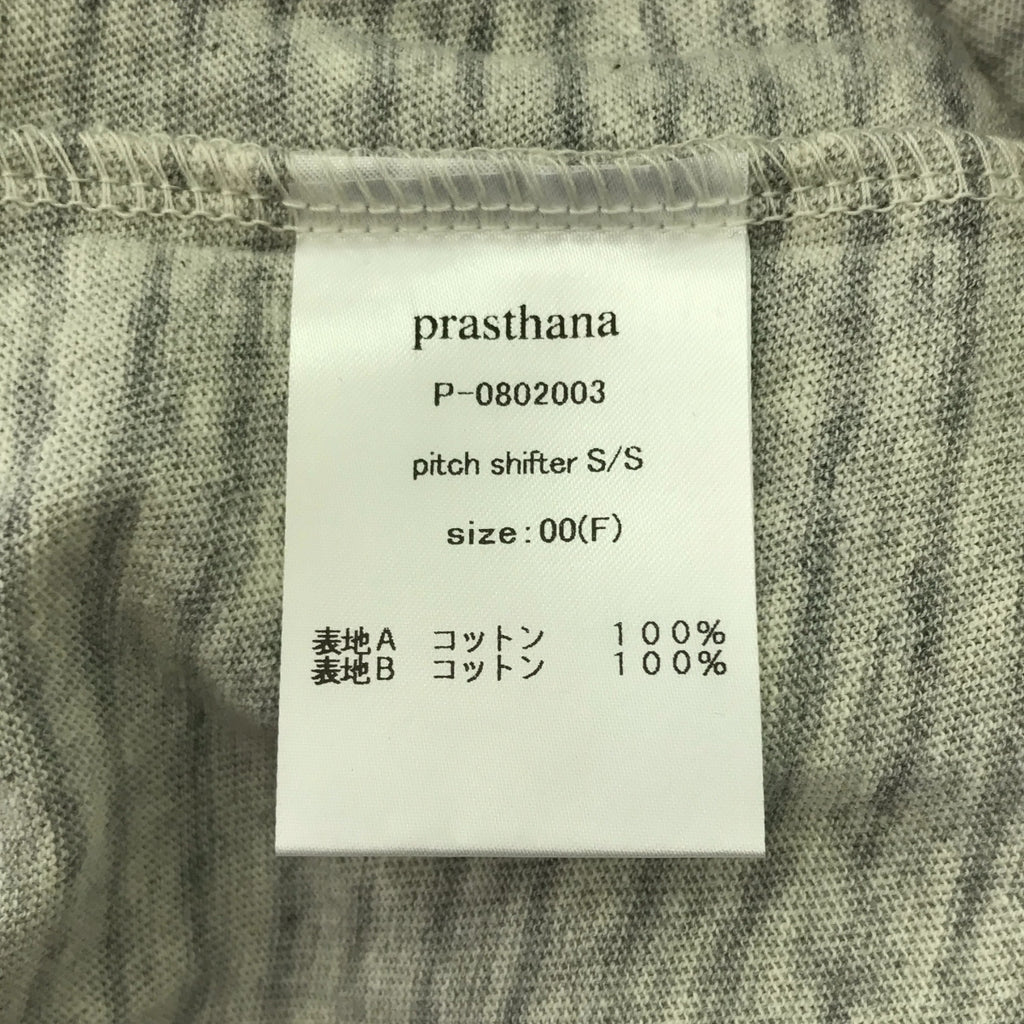 prasthana
P-0802003
pitch shifter S/S
size:00(F)
表地A コットン 100%
表地B コットン 100%